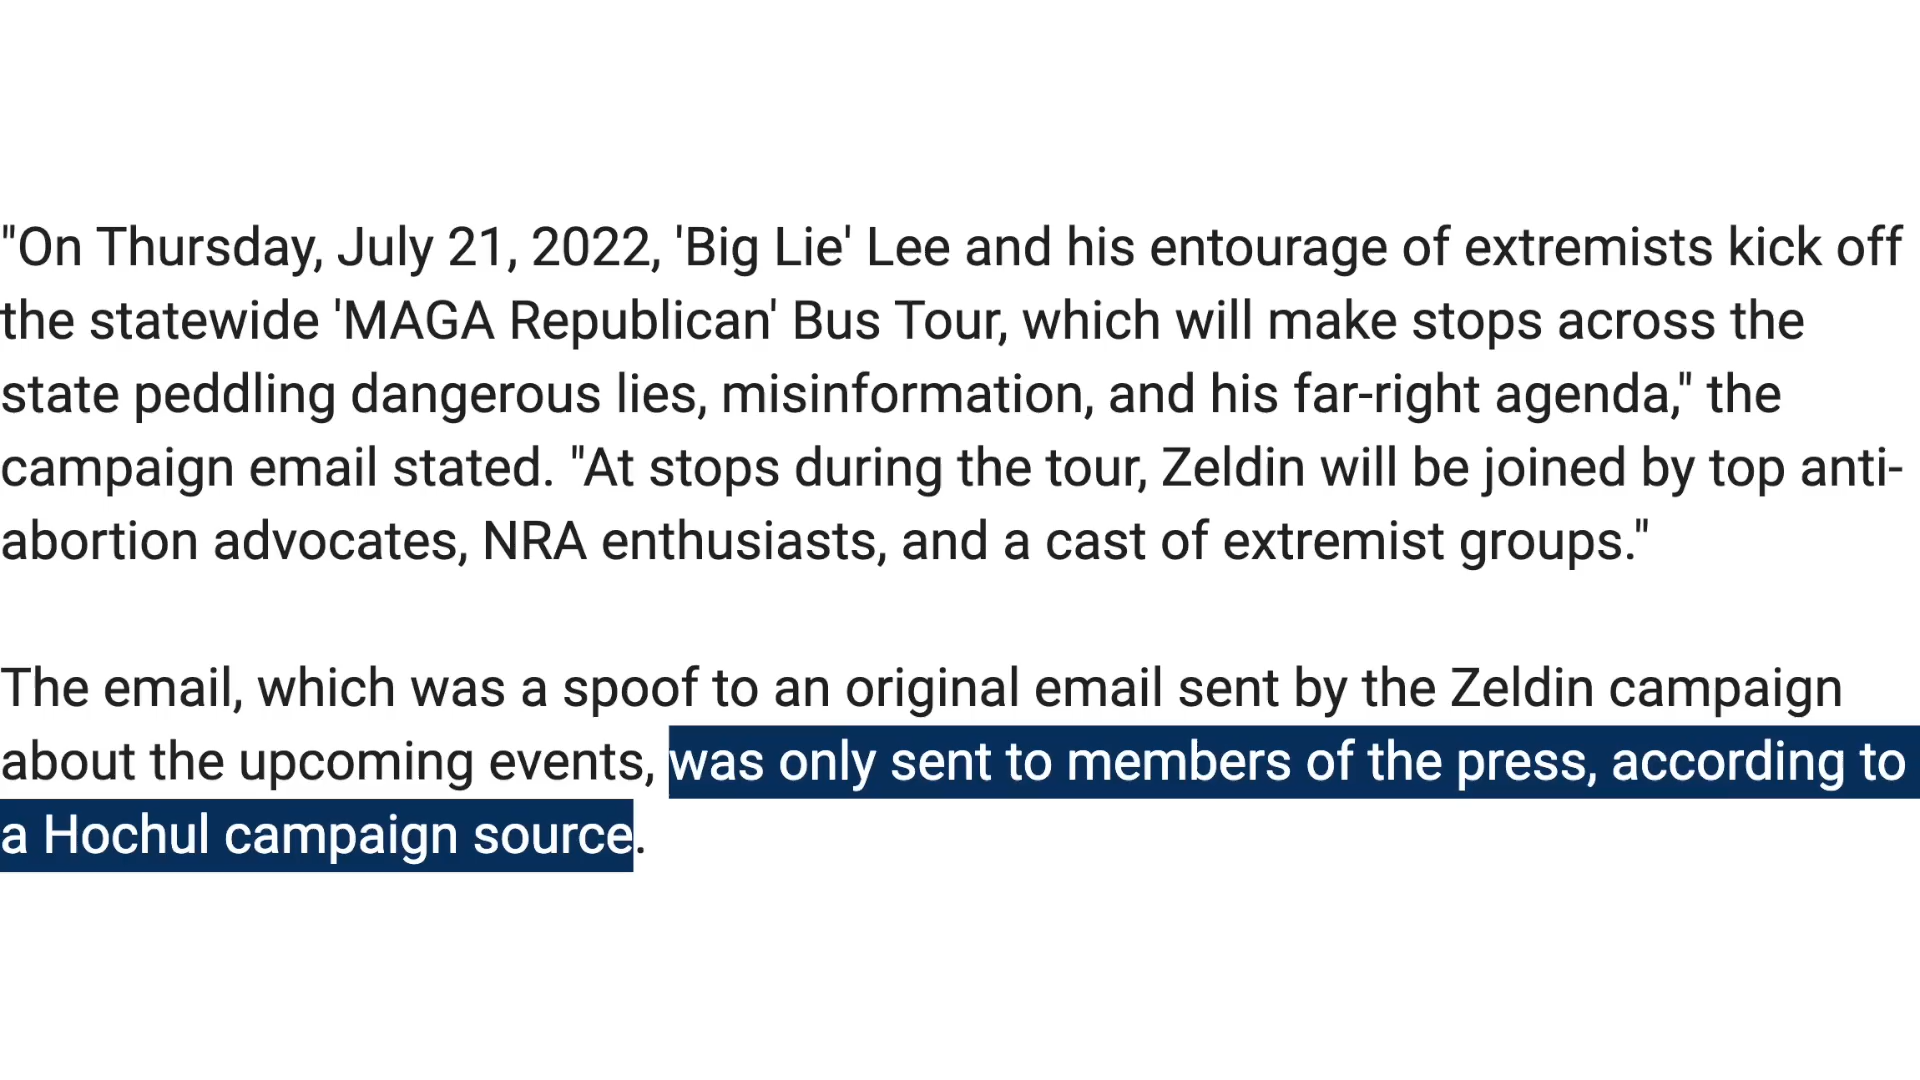 "On Thursday, July 21, 2022, 'Big Lie' Lee and his entourage of extremists kick off
the statewide 'MAGA Republican' Bus Tour, which will make stops across the
state peddling dangerous lies, misinformation, and his far-right agenda," the
campaign email stated. "At stops during the tour, Zeldin will be joined by top anti-
abortion advocates, NRA enthusiasts, and a cast of extremist groups."
The email, which was a spoof to an original email sent by the Zeldin campaign
about the upcoming events, was only sent to members of the press, according to
a Hochul campaign source.